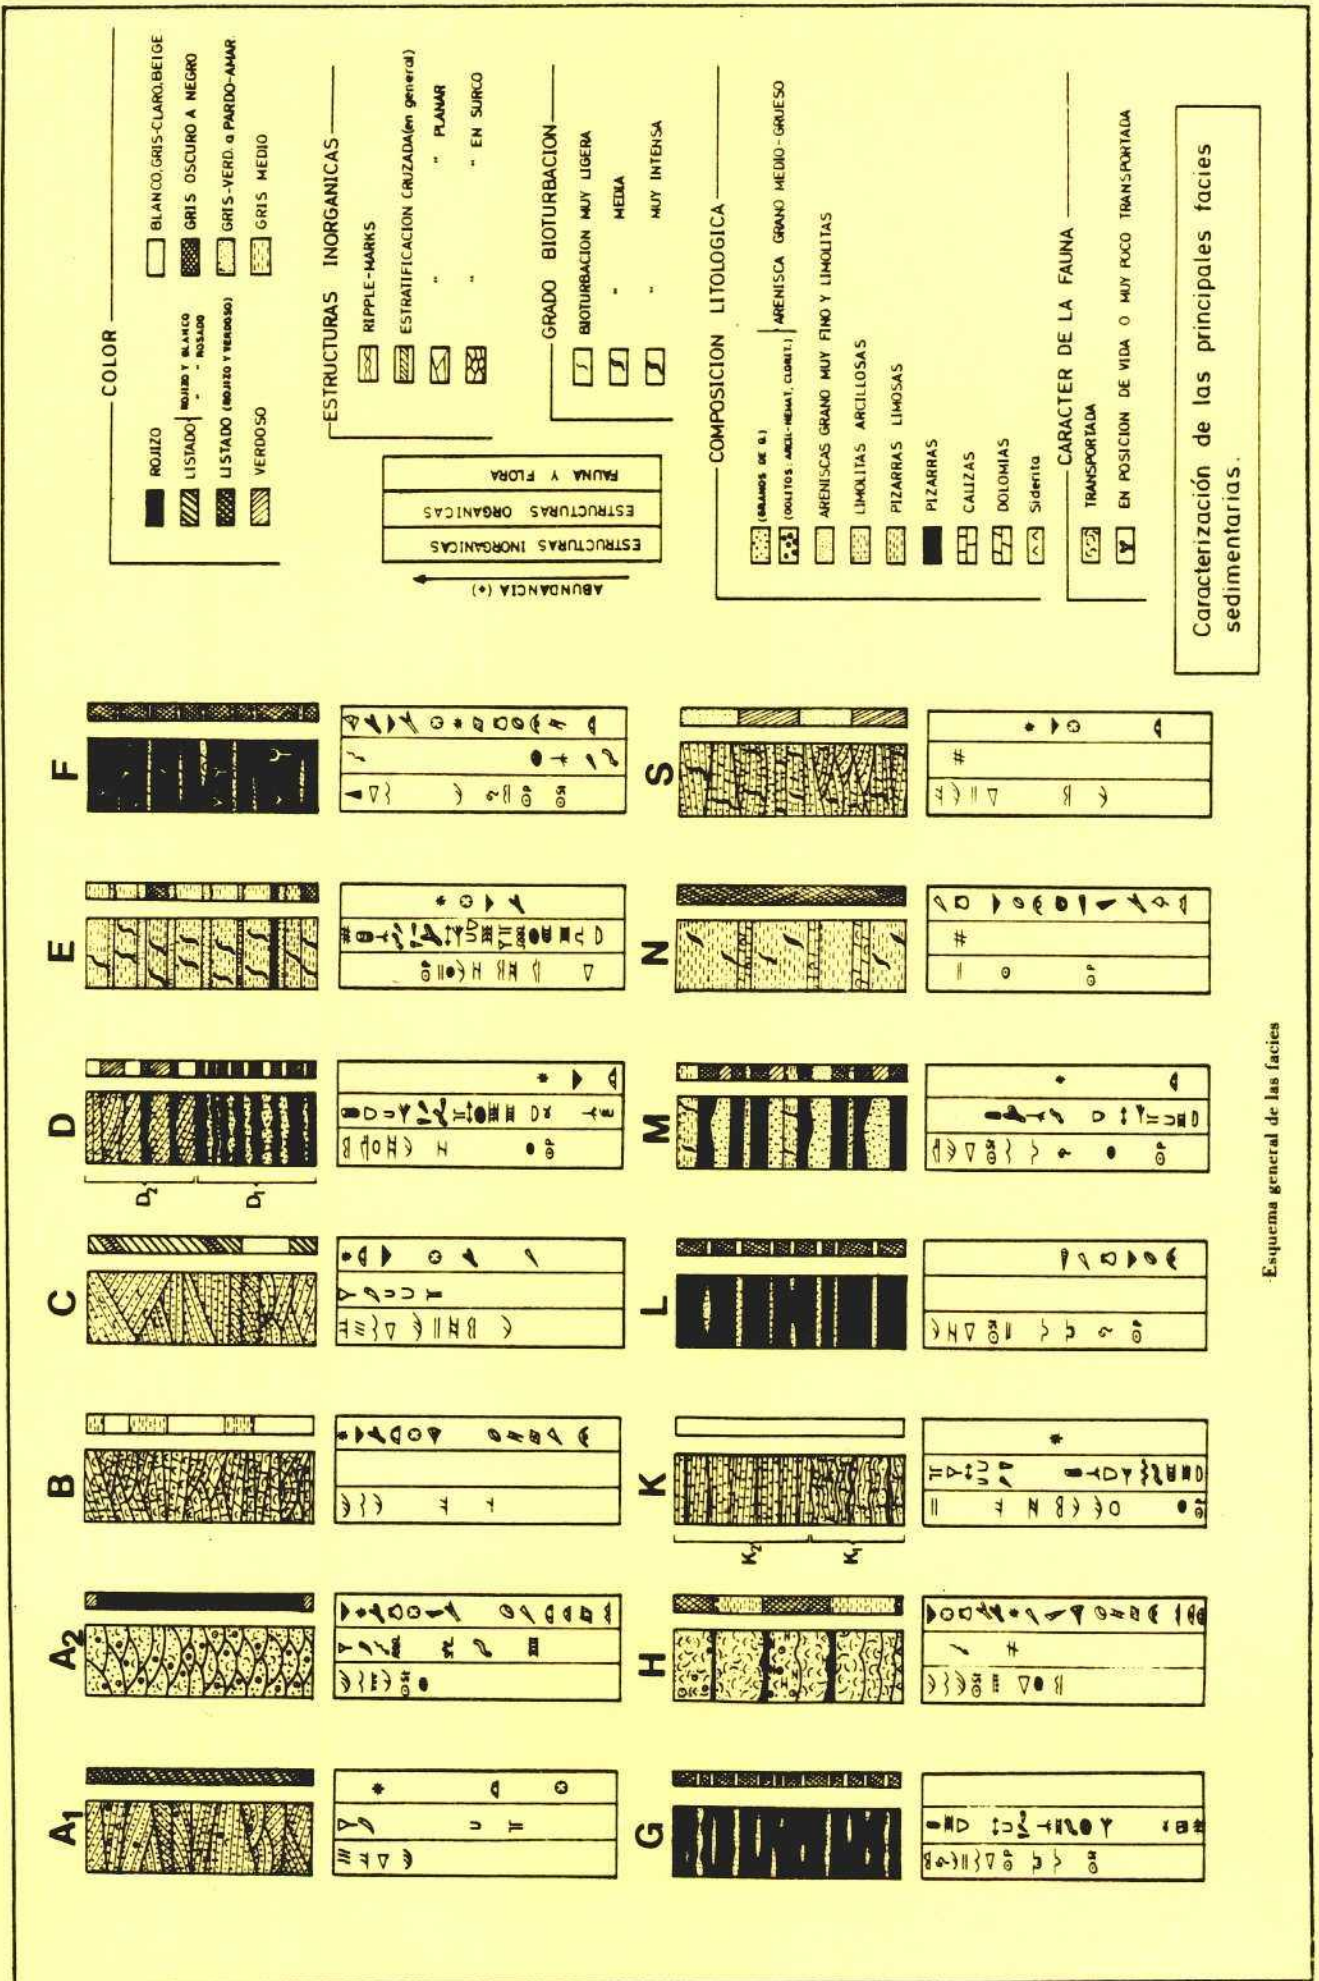 A1
A2
B
C
D
D2
D1
E
F
G
H
K
K2
K1
L
M
N
S
COLOR
ROJIZO
LISTADO ROJIZO Y BLANCO
" - ROSADO
LISTADO (ROJIZO Y VERDOSO)
VERDOSO
BLANCO,GRIS-CLARO,BEIGE
GRIS OSCURO A NEGRO
GRIS-VERD. a PARDO-AMAR.
GRIS MEDIO
ESTRUCTURAS INORGANICAS
RIPPLE-MARKS
ESTRATIFICACION CRUZADA(en general)
" " PLANAR
" " EN SURCO
ABUNDANCIA (+)
ESTRUCTURAS INORGANICAS
ESTRUCTURAS ORGANICAS
FAUNA Y FLORA
GRADO BIOTURBACION
BIOTURBACION MUY LIGERA
" MEDIA
" MUY INTENSA
COMPOSICION LITOLOGICA
(GRANOS DE Q.)
(OOLITOS: ARCIL-HEMAT, CLORIT.)
ARENISCA GRANO MEDIO-GRUESO
ARENISCAS GRANO MUY FINO Y LIMOLITAS
LIMOLITAS ARCILLOSAS
PIZARRAS LIMOSAS
PIZARRAS
CALIZAS
DOLOMIAS
Siderita
CARACTER DE LA FAUNA
TRANSPORTADA
EN POSICION DE VIDA O MUY POCO TRANSPORTADA
Caracterización de las principales facies
sedimentarias.
Esquema general de las facies